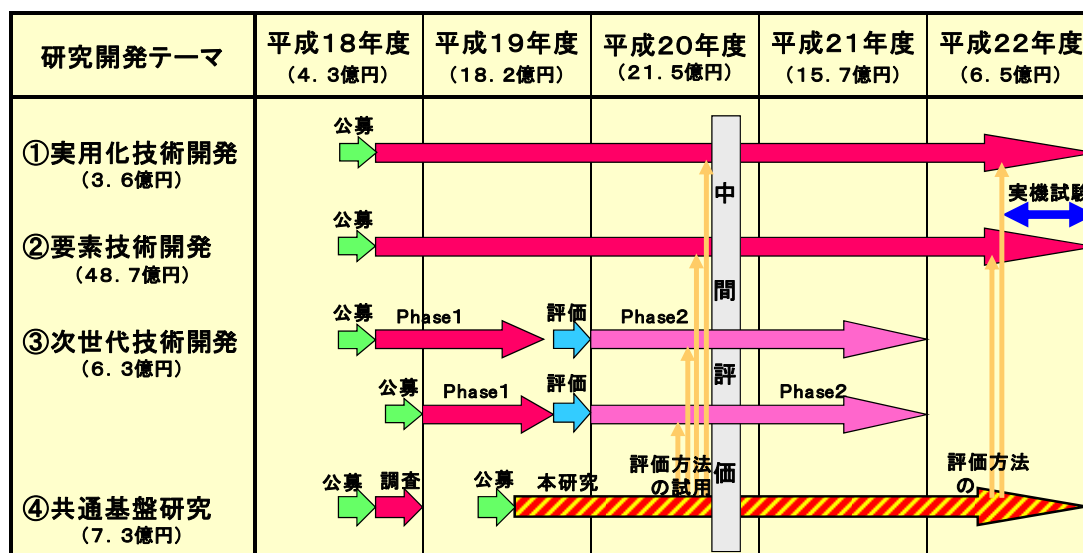 研究開発テーマ
平成18年度
(4.3億円)
平成19年度
(18.2億円)
平成20年度
(21.5億円)
平成21年度
(15.7億円)
平成22年度
(6.5億円)
①実用化技術開発
(3.6億円)
公募
実機試験
②要素技術開発
(48.7億円)
公募
③次世代技術開発
(6.3億円)
公募
Phase1
評価
Phase2
公募
Phase1
評価
Phase2
④共通基盤研究
(7.3億円)
公募
調査
公募
本研究
評価方法
の試用
評価方法
の
中間評価